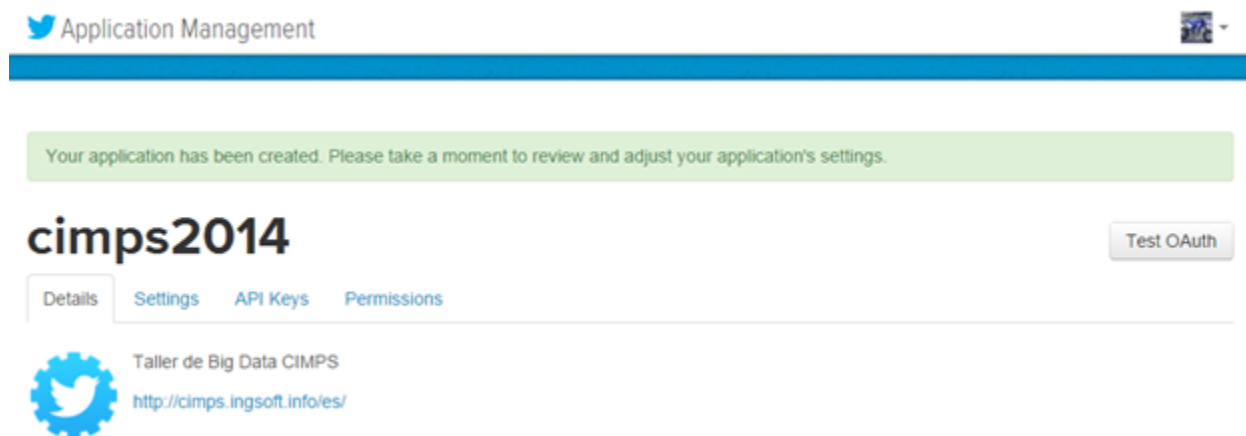 Application Management
Your application has been created. Please take a moment to review and adjust your application's settings.
cimps2014
Test OAuth
Details Settings API Keys Permissions
Taller de Big Data CIMPS
http://cimps.ingsoft.info/es/